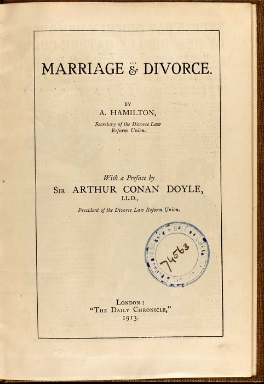 MARRIAGE & DIVORCE.
BY
A. HAMILTON,
Secretary of the Divorce Law
Reform Union.
With a Preface by
SIR ARTHUR CONAN DOYLE,
LL.D.,
President of the Divorce Law Reform Union.
74563
LONDON:
"THE DAILY CHRONICLE,"
1913.